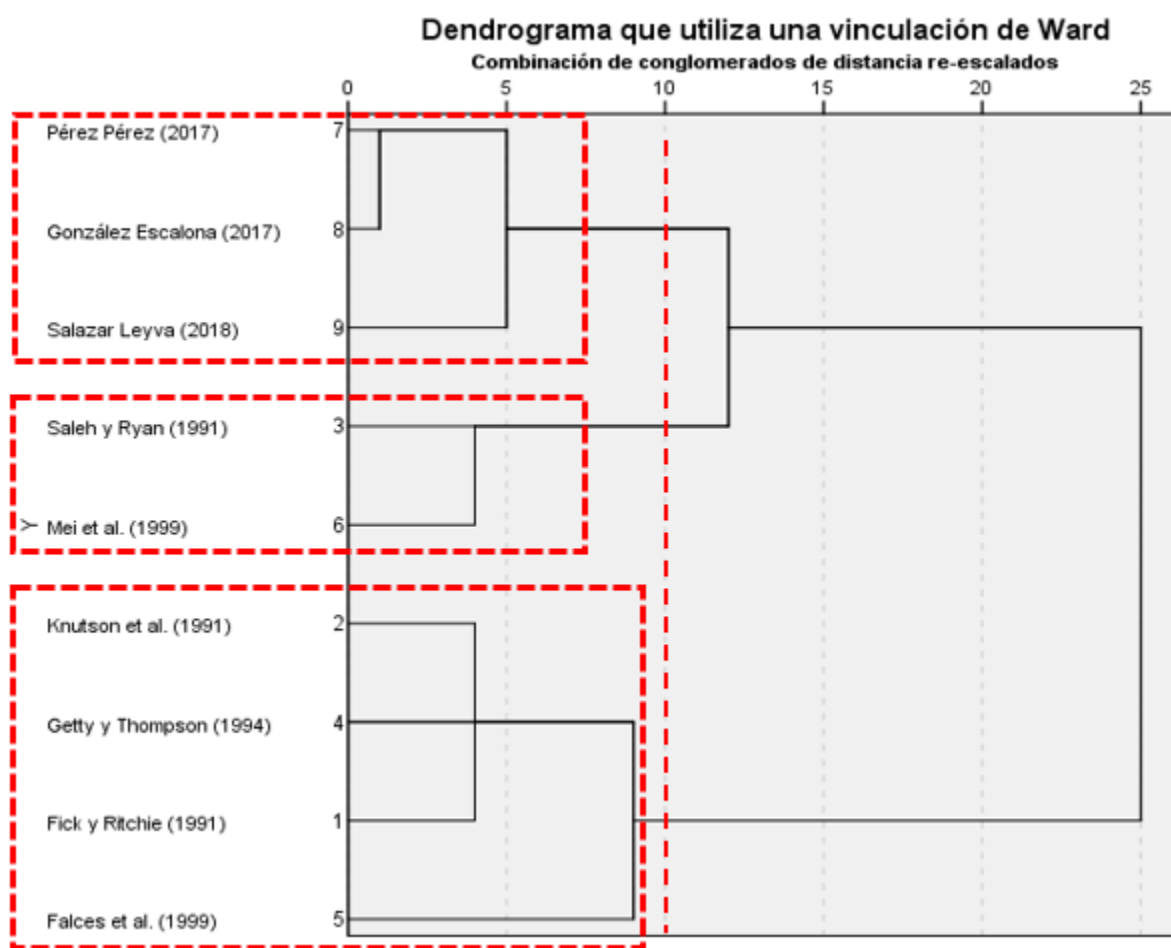 Dendrograma que utiliza una vinculación de Ward
Combinación de conglomerados de distancia re-escalados
0 5 10 15 20 25
Pérez Pérez (2017) 7
González Escalona (2017) 8
Salazar Leyva (2018) 9
Saleh y Ryan (1991) 3
Y
Mei et al. (1999) 6
Knutson et al. (1991) 2
Getty y Thompson (1994) 4
Fick y Ritchie (1991) 1
Falces et al. (1999) 5